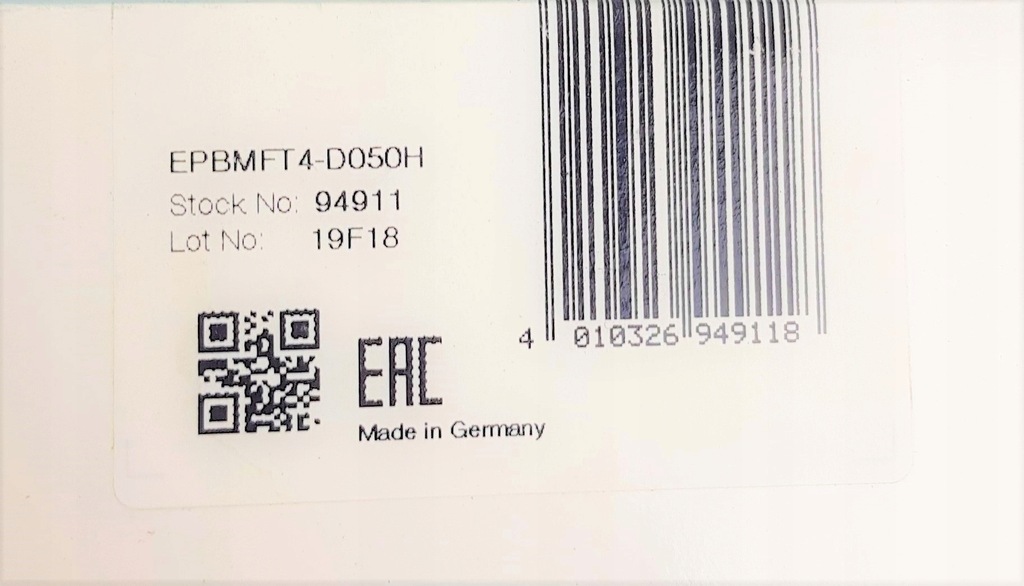 EPBMFT4-D050H
Stock No: 94911
Lot No: 19F18
4 010326 949118
EAC
Made in Germany